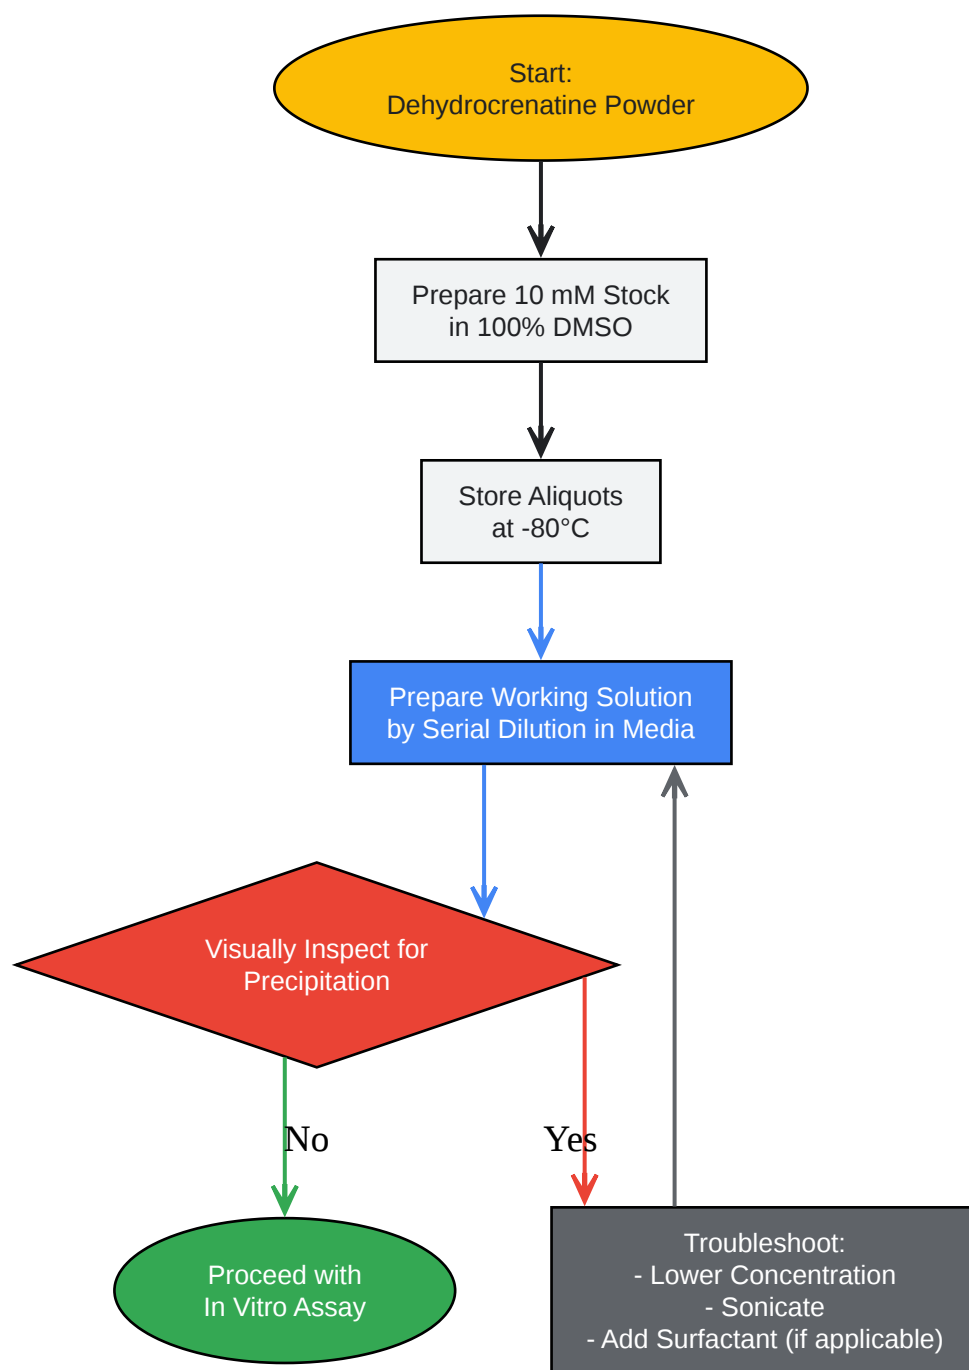 Start:
Dehydrocrenatine Powder
Prepare 10 mM Stock
in 100% DMSO
Store Aliquots
at -80°C
Prepare Working Solution
by Serial Dilution in Media
Visually Inspect for
Precipitation
No
Yes
Proceed with
In Vitro Assay
Troubleshoot:
- Lower Concentration
- Sonicate
- Add Surfactant (if applicable)